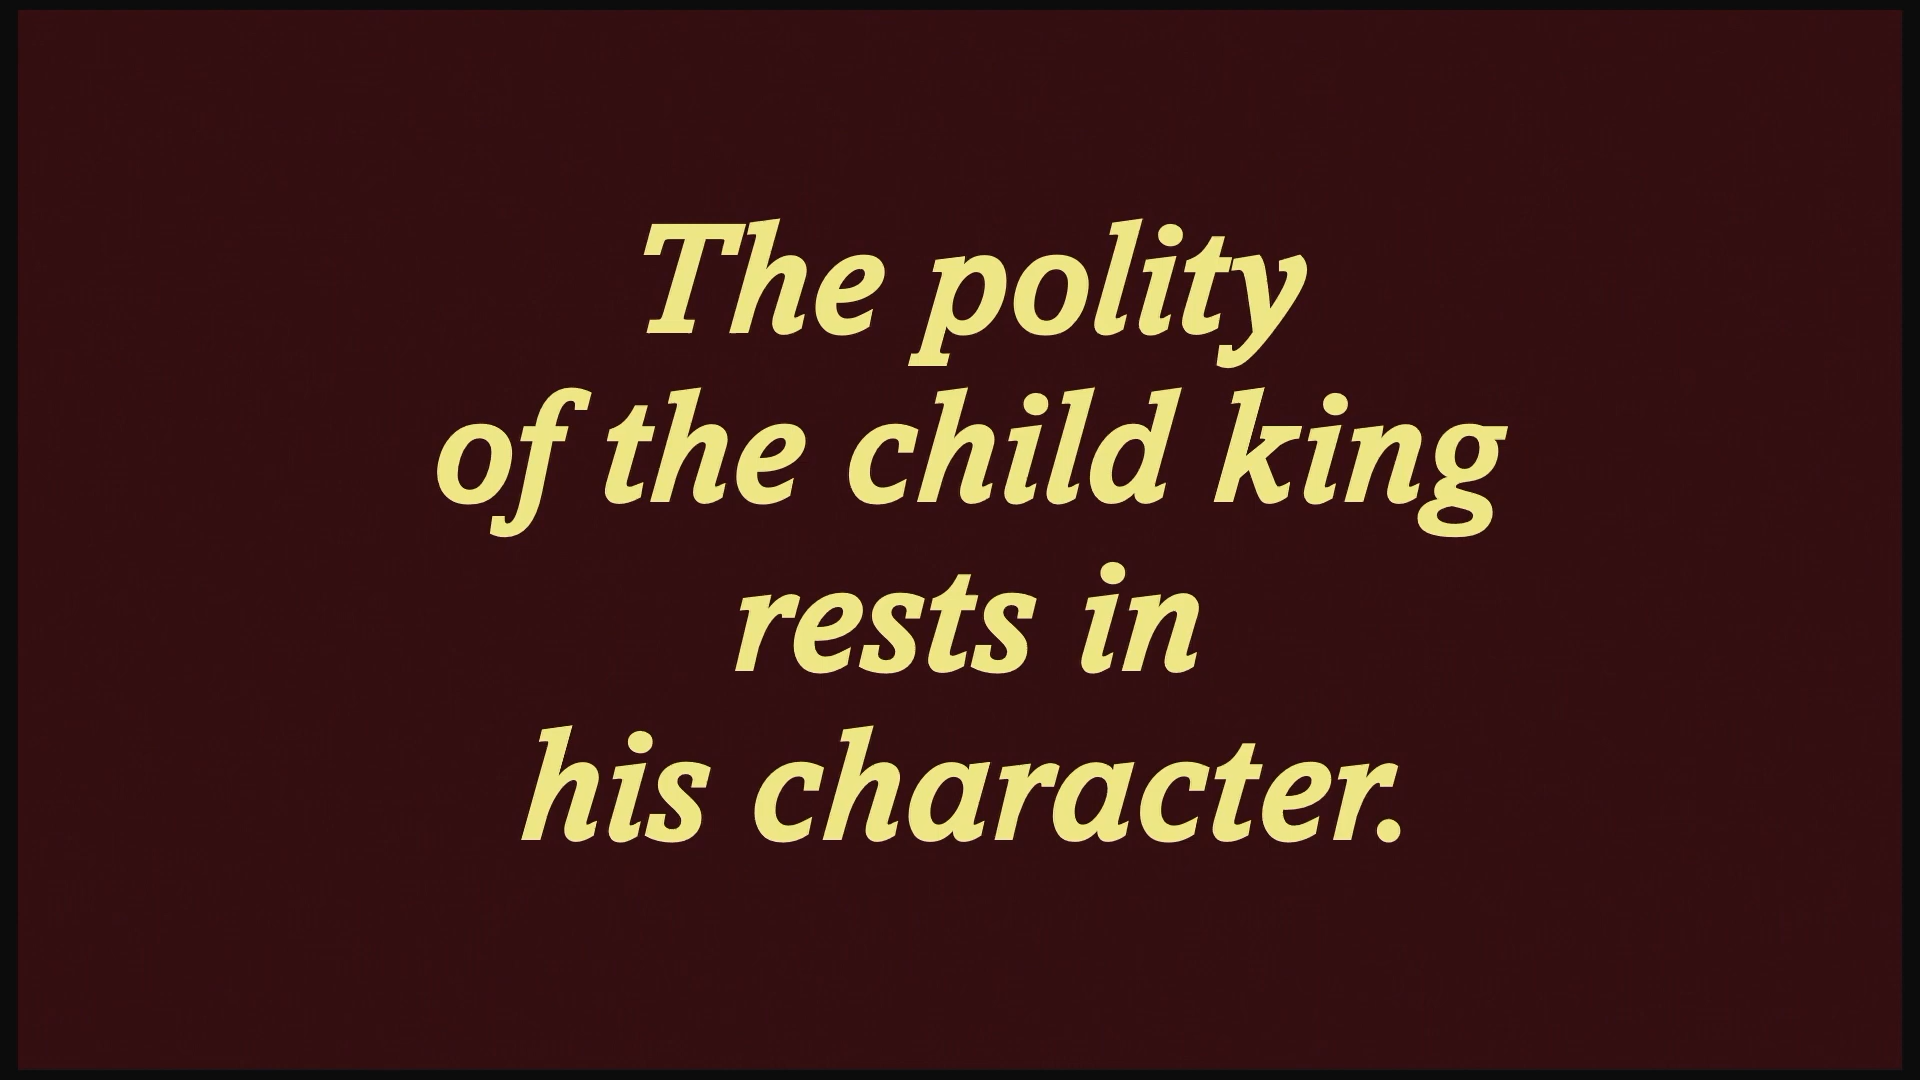 The polity
of the child king
rests in
his character.